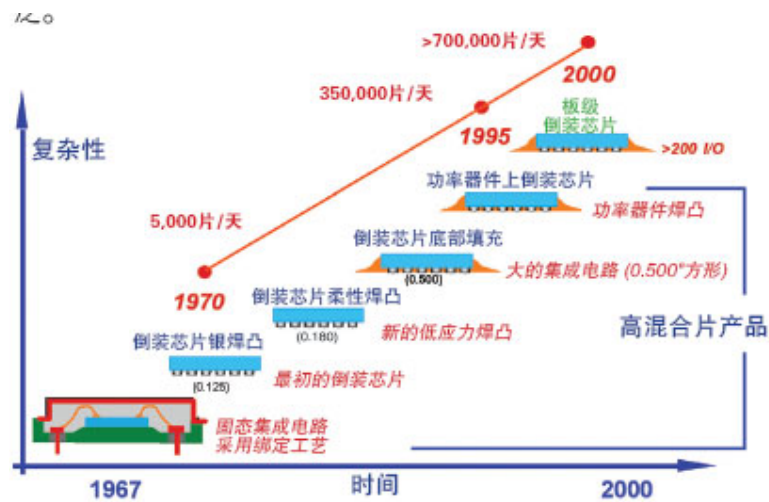 >700,000片/天
2000
350,000片/天
1995
板级
倒装芯片
>200 I/O
复杂性
功率器件上倒装芯片
功率器件焊凸
5,000片/天
倒装芯片底部填充
(0.500)
大的集成电路 (0.500"方形)
1970
倒装芯片柔性焊凸
(0.180)
新的低应力焊凸
高混合片产品
倒装芯片银焊凸
(0.125)
最初的倒装芯片
固态集成电路
采用绑定工艺
1967
时间
2000